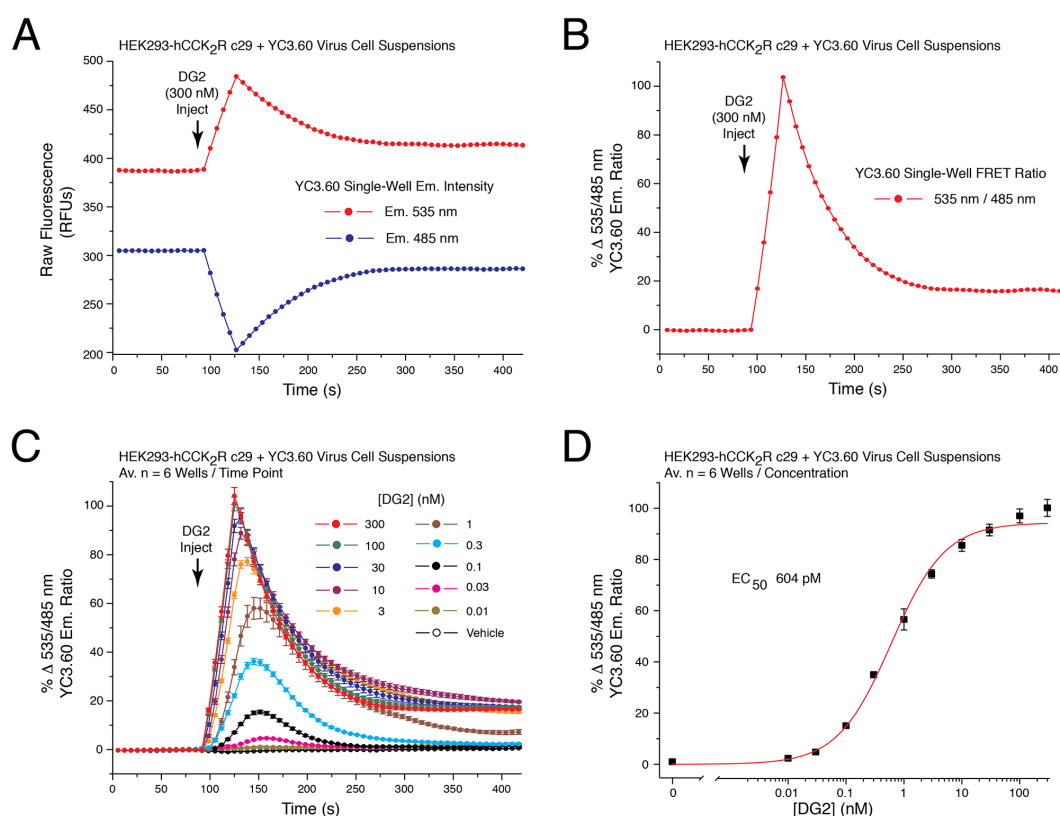 A
HEK293-hCCK2R c29 + YC3.60 Virus Cell Suspensions
500
450
400
350
300
250
200
Raw Fluorescence
(RFUs)
DG2
(300 nM)
Inject
YC3.60 Single-Well Em. Intensity
Em. 535 nm
Em. 485 nm
0 50 100 150 200 250 300 350 400
Time (s)
B
HEK293-hCCK2R c29 + YC3.60 Virus Cell Suspensions
100
80
60
40
20
0
% Δ 535/485 nm
YC3.60 Em. Ratio
DG2
(300 nM)
Inject
YC3.60 Single-Well FRET Ratio
535 nm / 485 nm
0 50 100 150 200 250 300 350 400
Time (s)
C
HEK293-hCCK2R c29 + YC3.60 Virus Cell Suspensions
Av. n = 6 Wells / Time Point
100
80
60
40
20
0
% Δ 535/485 nm
YC3.60 Em. Ratio
DG2
Inject
[DG2] (nM)
300 1
100 0.3
30 0.1
10 0.03
3 0.01
Vehicle
0 50 100 150 200 250 300 350 400
Time (s)
D
HEK293-hCCK2R c29 + YC3.60 Virus Cell Suspensions
Av. n = 6 Wells / Concentration
100
80
60
40
20
0
% Δ 535/485 nm
YC3.60 Em. Ratio
EC50 604 pM
0 0.01 0.1 1 10 100
[DG2] (nM)